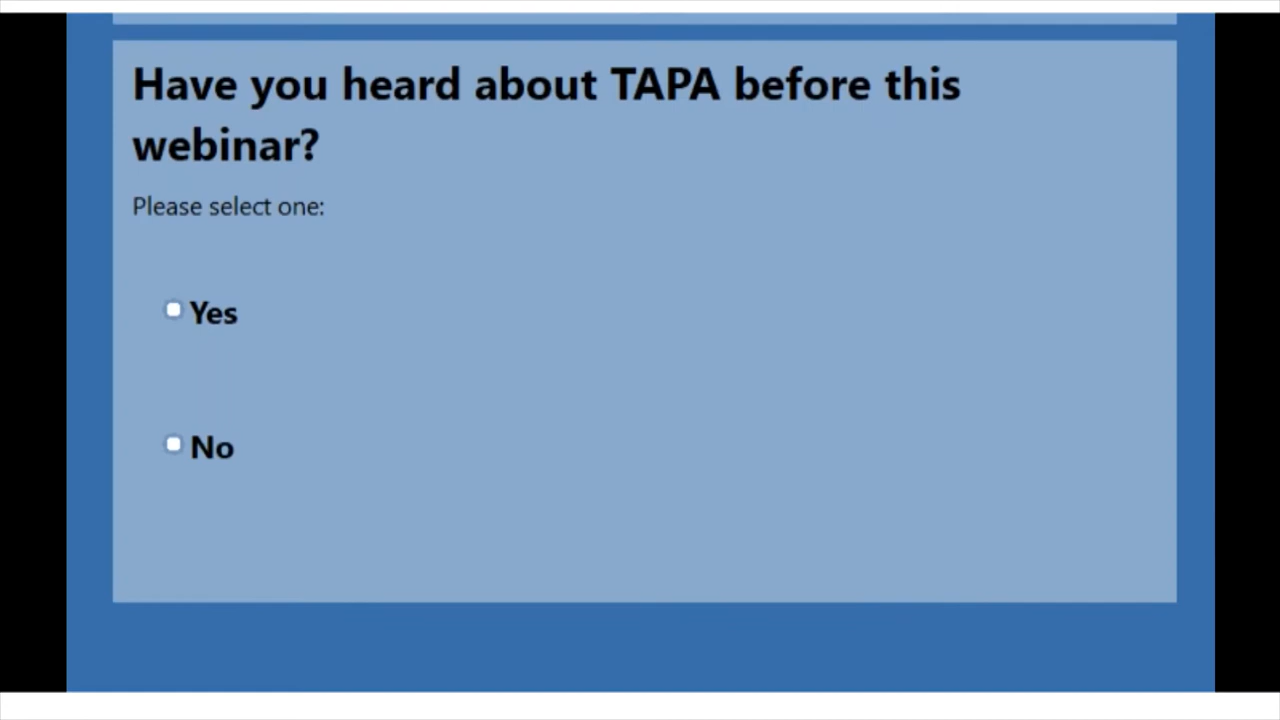 Have you heard about TAPA before this
webinar?
Please select one:
Yes
No